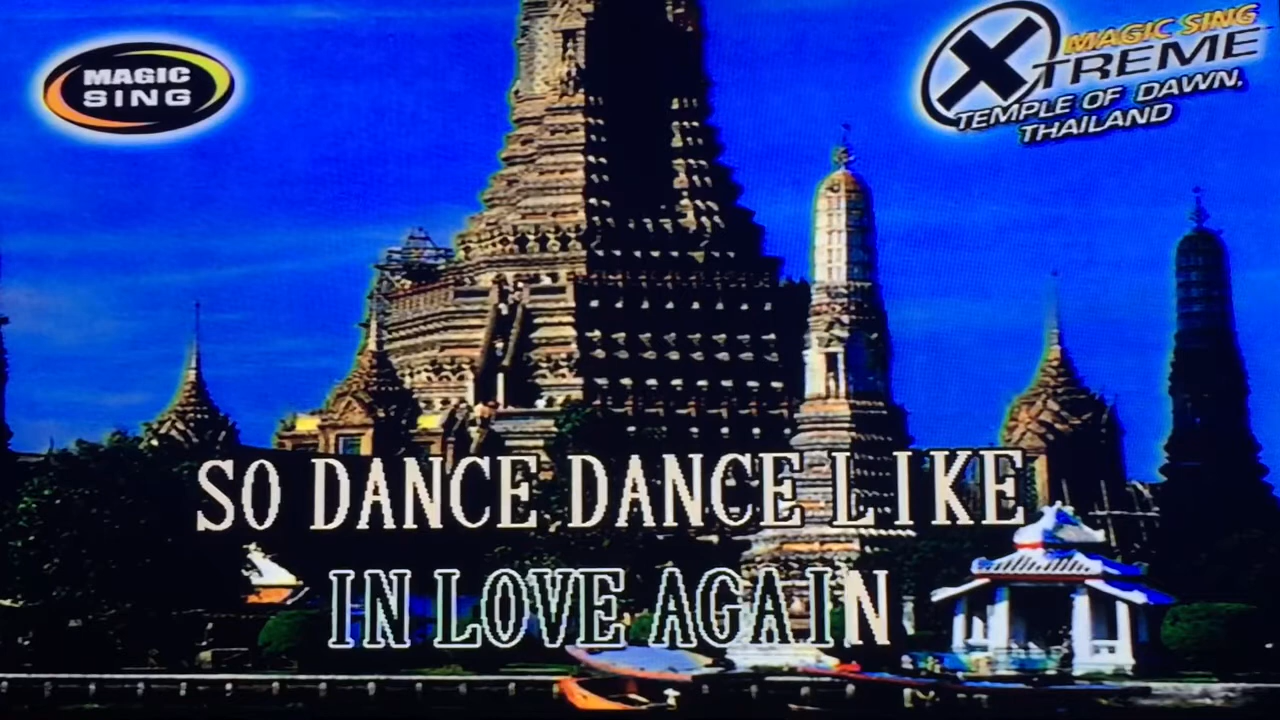 MAGIC
SING
X
MAGIC SING
XTREME
TEMPLE OF DAWN,
THAILAND
SO DANCE DANCE LIKE
IN LOVE AGAIN